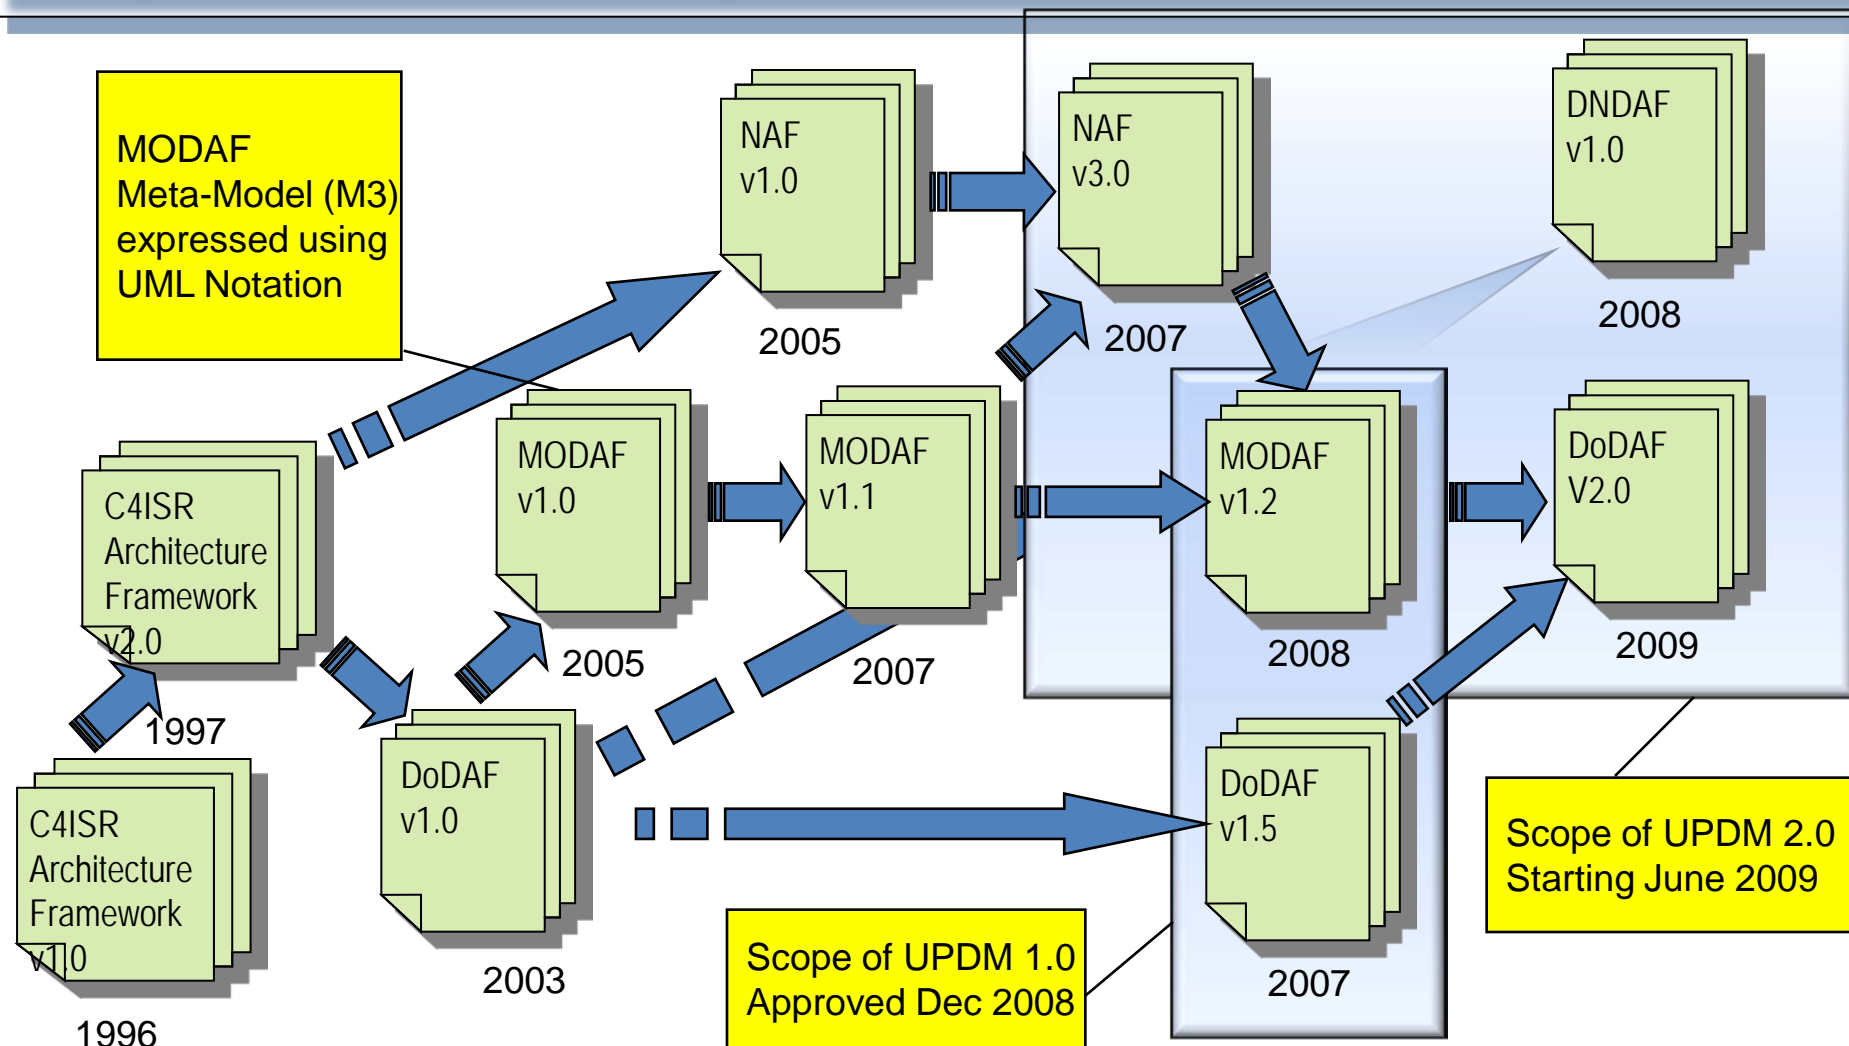 MODAF
Meta-Model (M3)
expressed using
UML Notation
NAF
v1.0
2005
NAF
v3.0
2007
DNDAF
v1.0
2008
C4ISR
Architecture
Framework
v2.0
1997
MODAF
v1.0
2005
MODAF
v1.1
2007
MODAF
v1.2
2008
DoDAF
V2.0
2009
C4ISR
Architecture
Framework
v1.0
1996
DoDAF
v1.0
2003
DoDAF
v1.5
2007
Scope of UPDM 1.0
Approved Dec 2008
Scope of UPDM 2.0
Starting June 2009